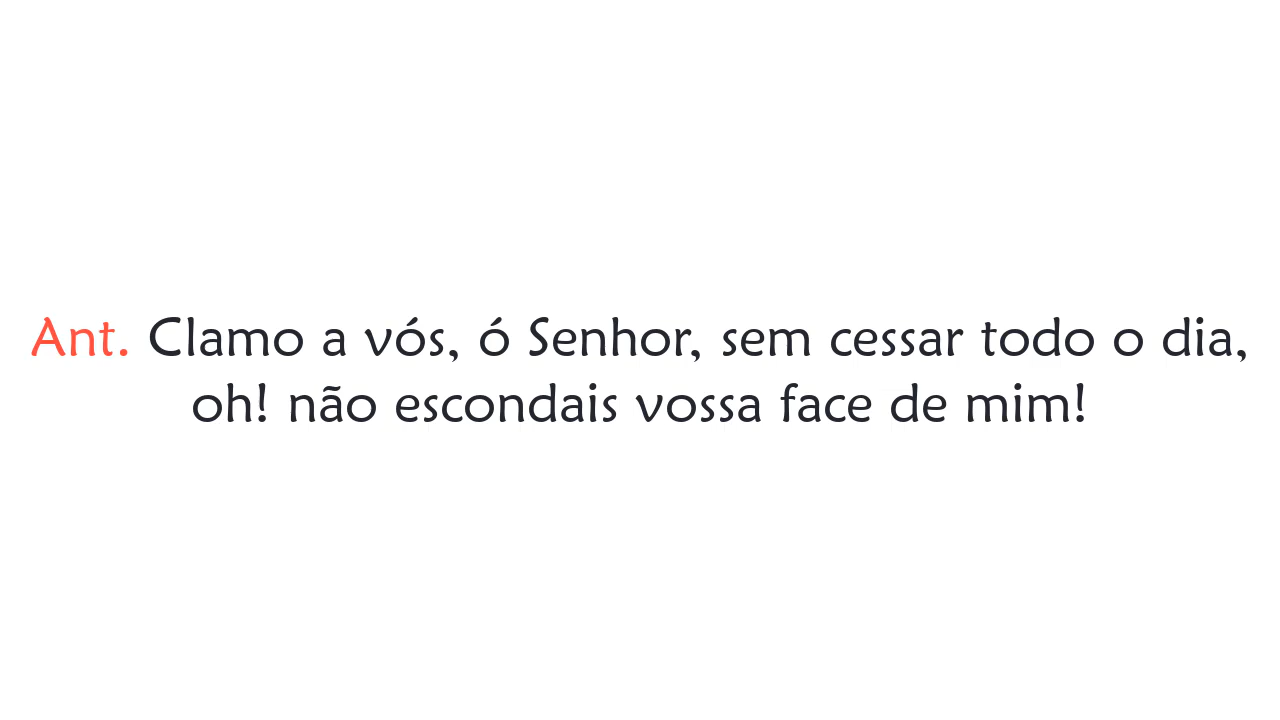 Ant. Clamo a vós, ó Senhor, sem cessar todo o dia,
oh! não escondais vossa face de mim!